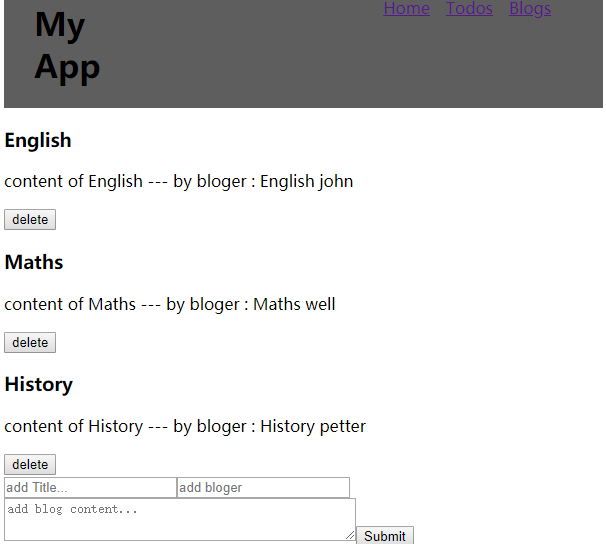 My
App
Home Todos Blogs
English
content of English --- by bloger : English john
delete
Maths
content of Maths --- by bloger : Maths well
delete
History
content of History --- by bloger : History petter
delete
add Title... add bloger
add blog content...
Submit